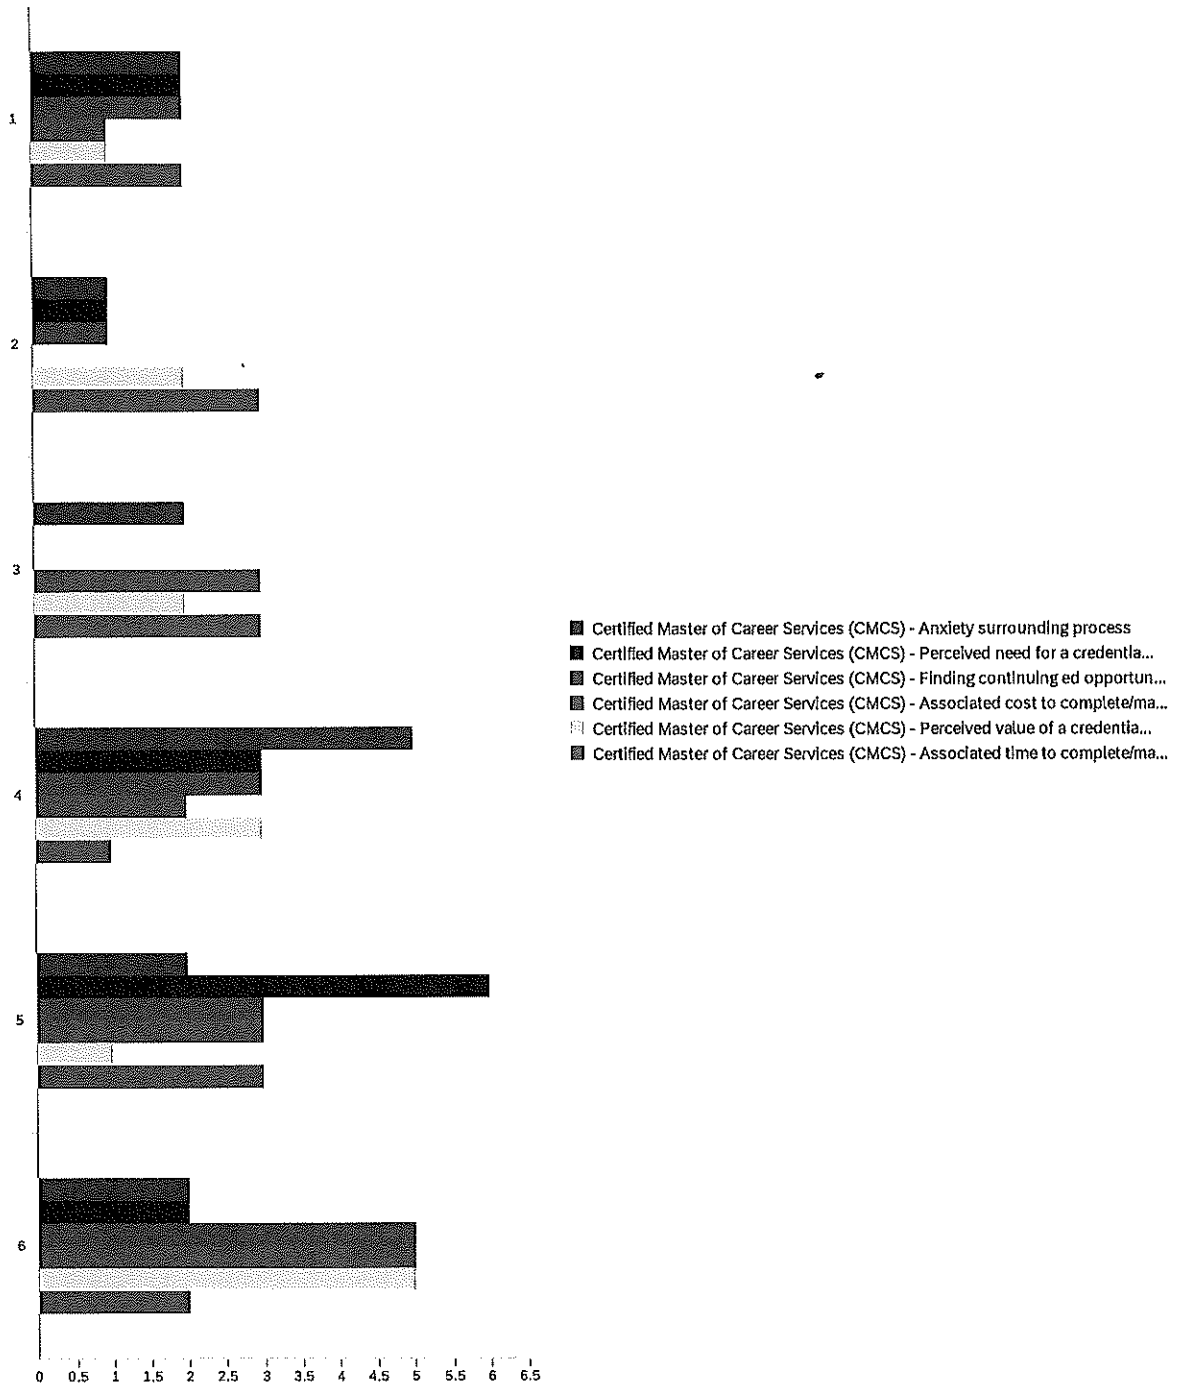 1
2
3
4
5
6
Certified Master of Career Services (CMCS) - Anxiety surrounding process
Certified Master of Career Services (CMCS) - Perceived need for a credentia...
Certified Master of Career Services (CMCS) - Finding continuing ed opportun...
Certified Master of Career Services (CMCS) - Associated cost to complete/ma...
Certified Master of Career Services (CMCS) - Perceived value of a credentia...
Certified Master of Career Services (CMCS) - Associated time to complete/ma...
0 0.5 1 1.5 2 2.5 3 3.5 4 4.5 5 5.5 6 6.5